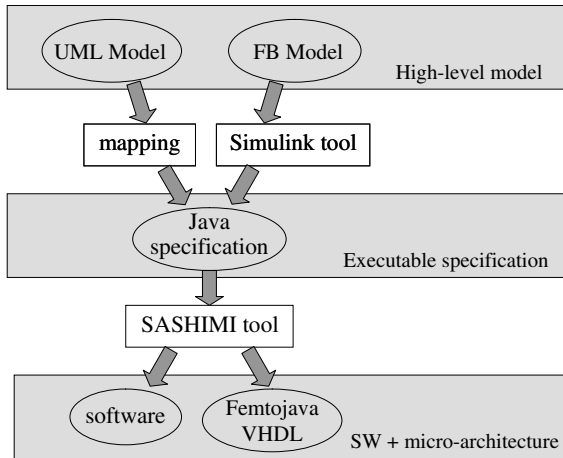 UML Model
FB Model
High-level model
mapping
Simulink tool
Java
specification
Executable specification
SASHIMI tool
software
Femtojava
VHDL
SW + micro-architecture